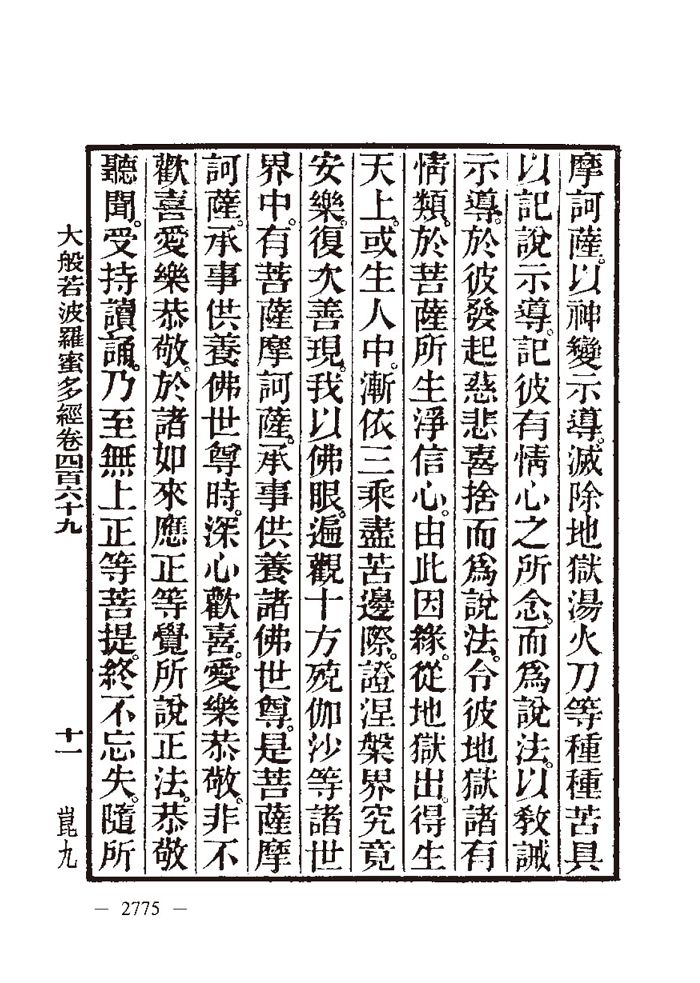 摩訶薩。以神變示導。滅除地獄湯火刀等種種苦具
以記說示導。記彼有情心之所念。而爲說法。以敎誡
示導。於彼發起慈悲喜捨而爲說法。令彼地獄諸有
情類。於菩薩所生淨信心。由此因緣。從地獄出。得生
天上。或生人中。漸依三乘盡苦邊際。證涅槃界究竟
安樂。復次善現。我以佛眼。遍觀十方殑伽沙等諸世
界中。有菩薩摩訶薩。承事供養諸佛世尊。是菩薩摩
訶薩。承事供養佛世尊時。深心歡喜。愛樂恭敬。非不
歡喜愛樂恭敬。於諸如來應正等覺所說正法。恭敬
聽聞。受持讀誦。乃至無上正等菩提。終不忘失。隨所
大般若波羅蜜多經卷四百六十九 十一 崑九
— 2775 —